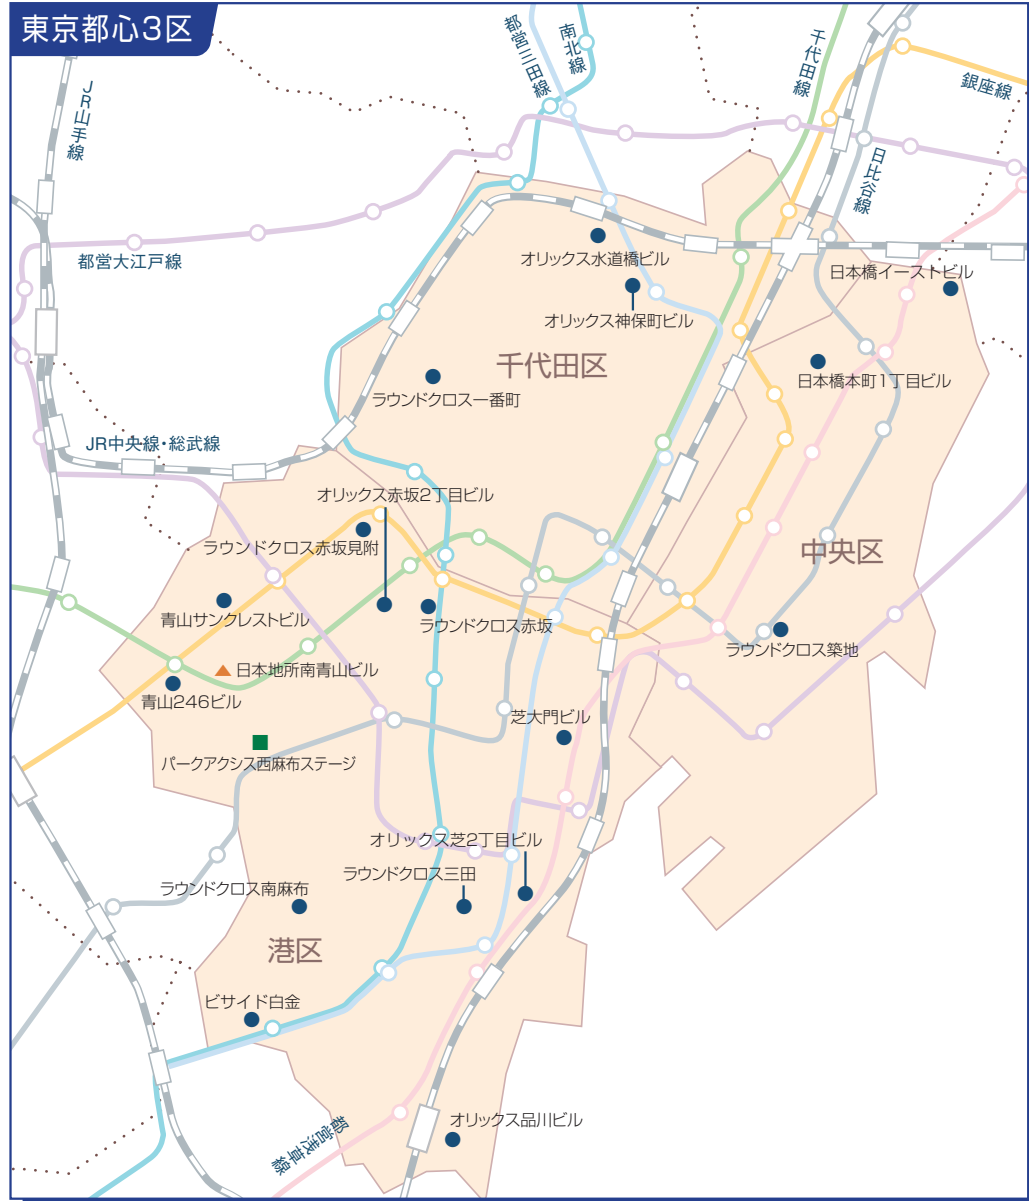 東京都心3区
都営三田線
南北線
千代田線
銀座線
JR山手線
日比谷線
都営大江戸線
オリックス水道橋ビル
日本橋イーストビル
オリックス神保町ビル
千代田区
日本橋本町1丁目ビル
ラウンドクロス一番町
JR中央線・総武線
オリックス赤坂2丁目ビル
ラウンドクロス赤坂見附
中央区
青山サンクレストビル
ラウンドクロス赤坂
ラウンドクロス築地
日本地所南青山ビル
青山246ビル
芝大門ビル
パークアクシス西麻布ステージ
オリックス芝2丁目ビル
ラウンドクロス三田
ラウンドクロス南麻布
港区
ビサイド白金
オリックス品川ビル
都営浅草線